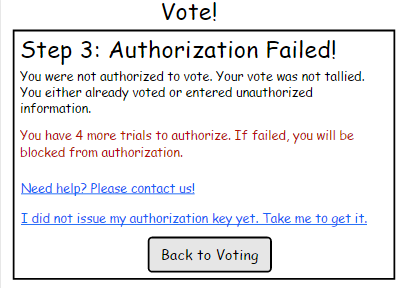 Vote!
Step 3: Authorization Failed!
You were not authorized to vote. Your vote was not tallied.
You either already voted or entered unauthorized
information.
You have 4 more trials to authorize. If failed, you will be
blocked from authorization.
Need help? Please contact us!
I did not issue my authorization key yet. Take me to get it.
Back to Voting